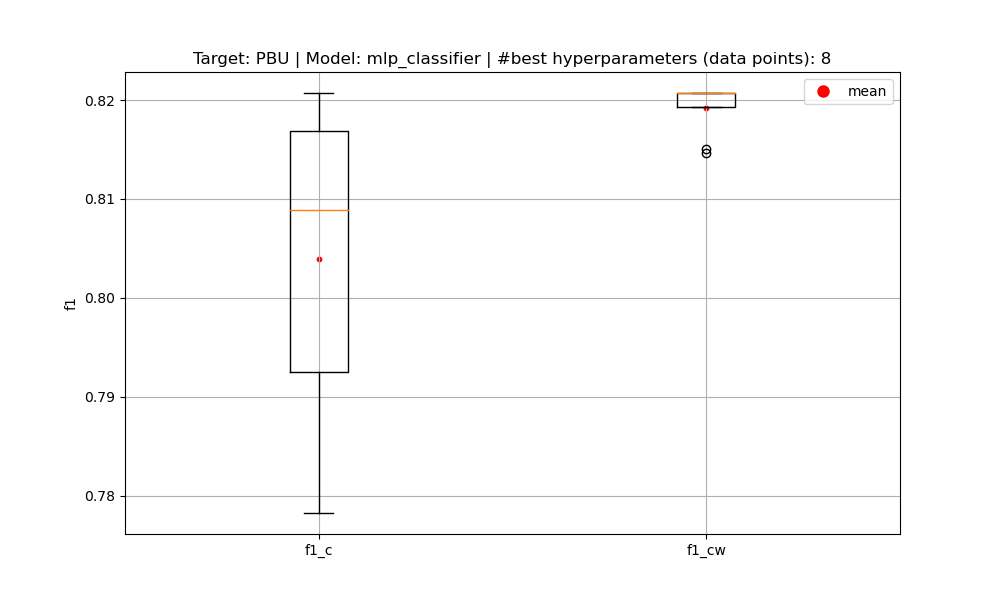 Target: PBU | Model: mlp_classifier | #best hyperparameters (data points): 8
mean
0.82
0.81
0.80
0.79
0.78
f1
f1_c
f1_cw